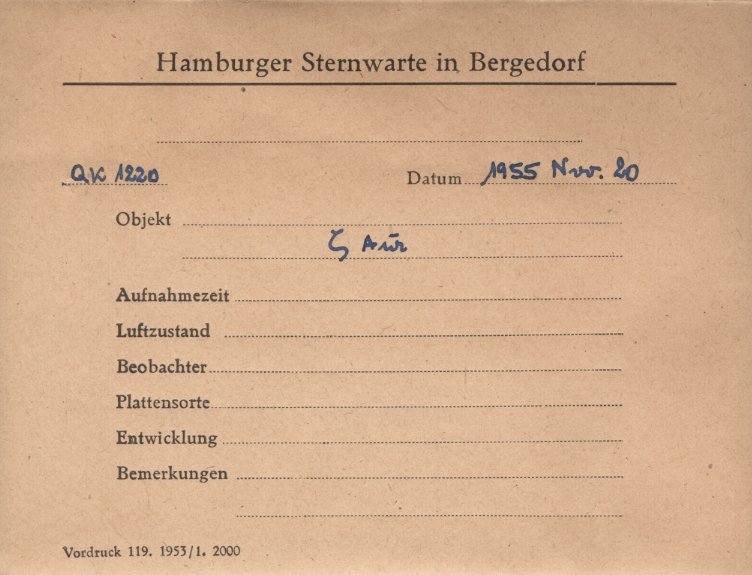 Hamburger Sternwarte in Bergedorf
QK 1220 Datum 1955 Nov. 20
Objekt
ζ Aur
Aufnahmezeit
Luftzustand
Beobachter
Plattensorte
Entwicklung
Bemerkungen
Vordruck 119. 1953/1. 2000